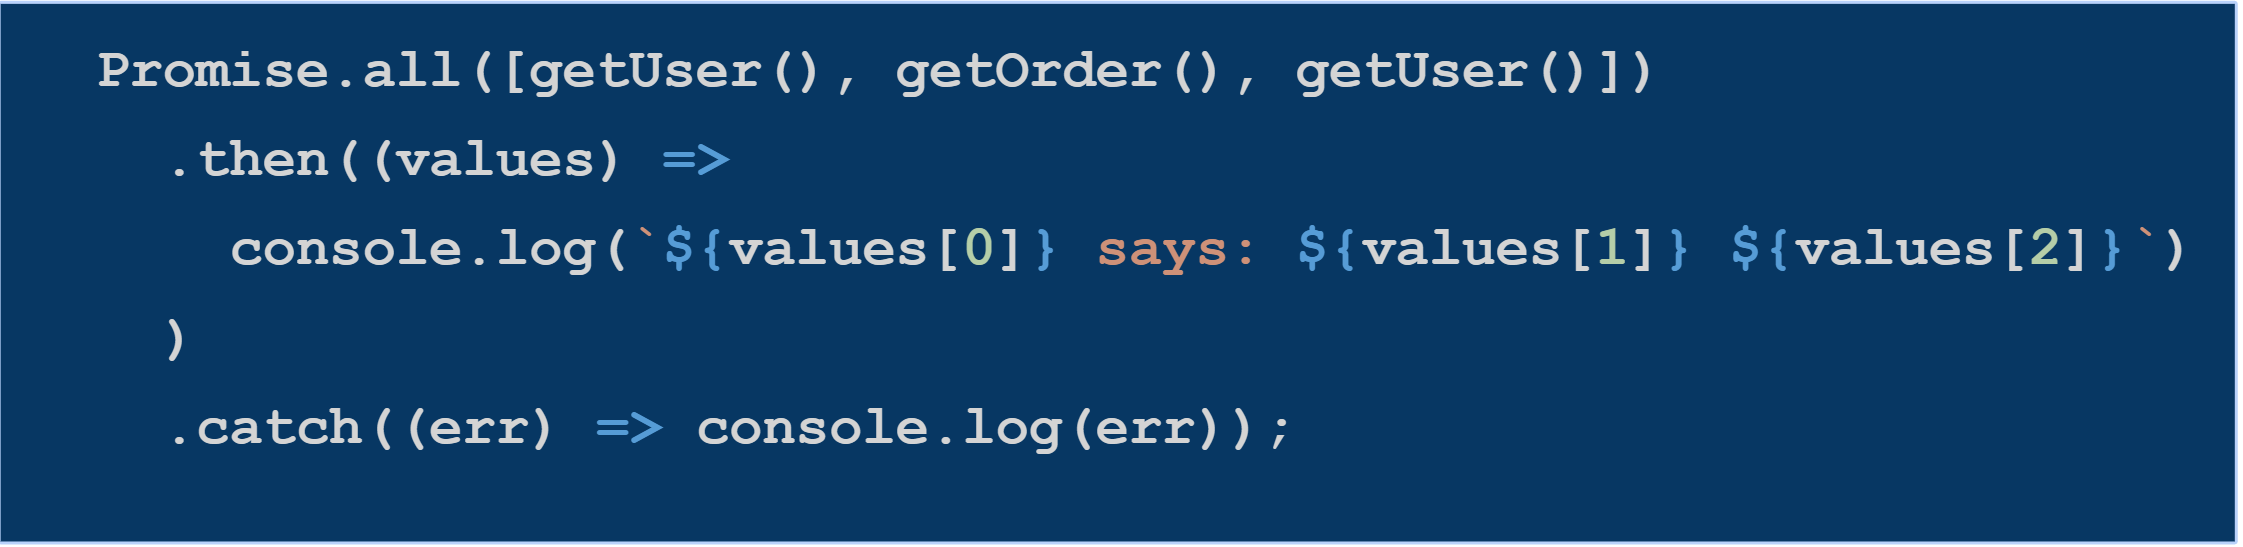 Promise.all([getUser(), getOrder(), getUser()])
.then((values) =>
console.log(`${values[0]} says: ${values[1]} ${values[2]}`)
)
.catch((err) => console.log(err));